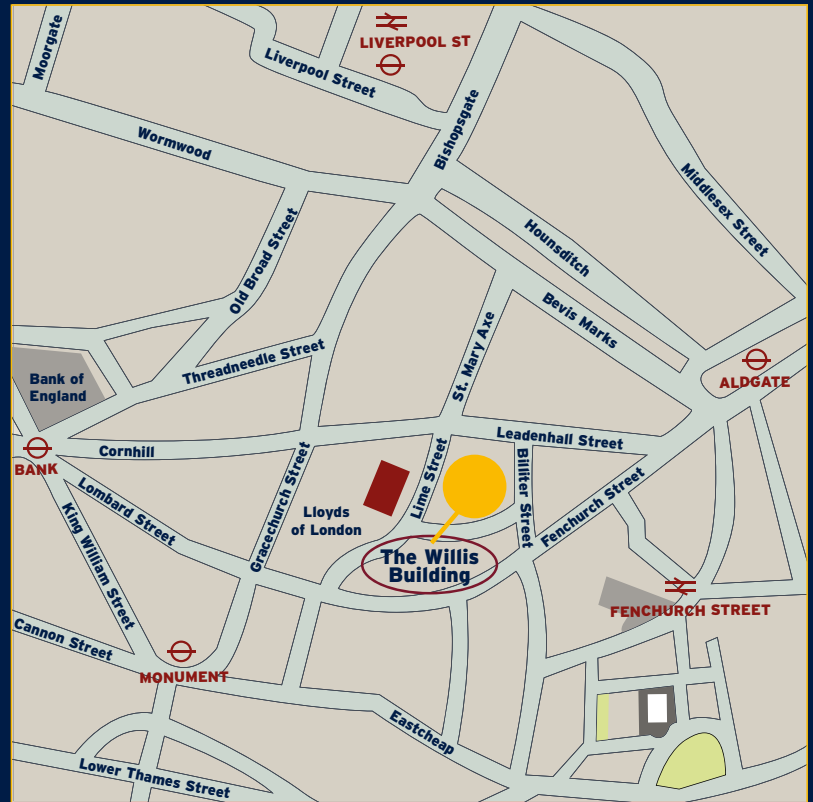 Moorgate
LIVERPOOL ST
Liverpool Street
Bishopsgate
Wormwood
Middlesex Street
Hounsditch
Old Broad Street
Bevis Marks
St. Mary Axe
Threadneedle Street
Bank of
England
ALDGATE
Leadenhall Street
Cornhill
BANK
Lime Street
Billiter Street
Gracechurch Street
Lombard Street
Fenchurch Street
Lloyds
of London
King William Street
The Willis
Building
FENCHURCH STREET
Cannon Street
MONUMENT
Eastcheap
Lower Thames Street